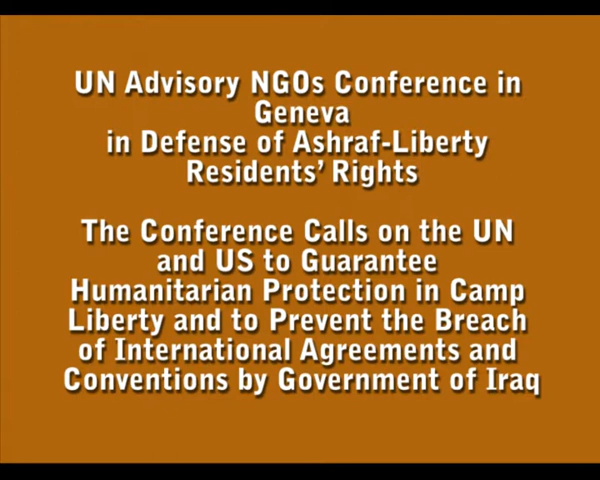 UN Advisory NGOs Conference in
Geneva
in Defense of Ashraf-Liberty
Residents' Rights
The Conference Calls on the UN
and US to Guarantee
Humanitarian Protection in Camp
Liberty and to Prevent the Breach
of International Agreements and
Conventions by Government of Iraq